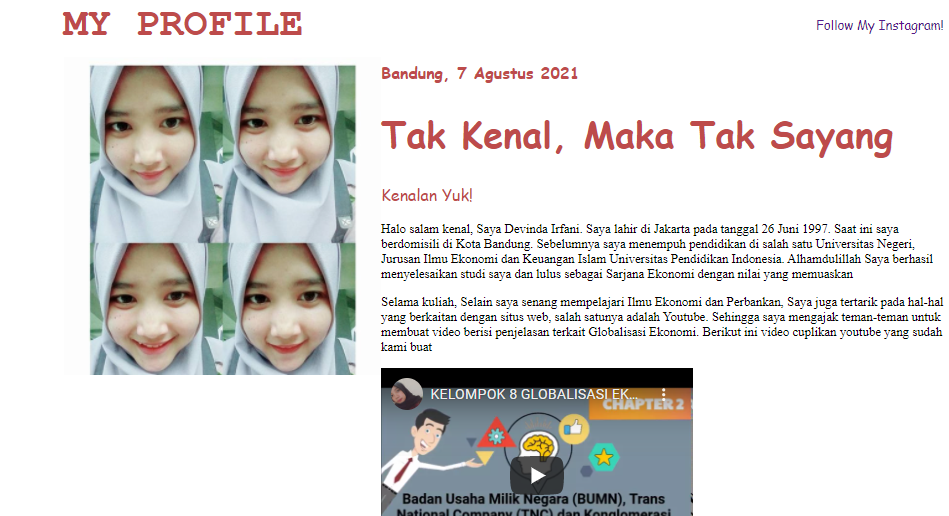 MY PROFILE
Follow My Instagram!
Bandung, 7 Agustus 2021
Tak Kenal, Maka Tak Sayang
Kenalan Yuk!
Halo salam kenal, Saya Devinda Irfani. Saya lahir di Jakarta pada tanggal 26 Juni 1997. Saat ini saya
berdomisili di Kota Bandung. Sebelumnya saya menempuh pendidikan di salah satu Universitas Negeri,
Jurusan Ilmu Ekonomi dan Keuangan Islam Universitas Pendidikan Indonesia. Alhamdulillah Saya berhasil
menyelesaikan studi saya dan lulus sebagai Sarjana Ekonomi dengan nilai yang memuaskan
Selama kuliah, Selain saya senang mempelajari Ilmu Ekonomi dan Perbankan, Saya juga tertarik pada hal-hal
yang berkaitan dengan situs web, salah satunya adalah Youtube. Sehingga saya mengajak teman-teman untuk
membuat video berisi penjelasan terkait Globalisasi Ekonomi. Berikut ini video cuplikan youtube yang sudah
kami buat
KELOMPOK 8 GLOBALISASI EK...
CHAPTER 2
Badan Usaha Milik Negara (BUMN), Trans
National Company (TNC) dan Konglomerasi